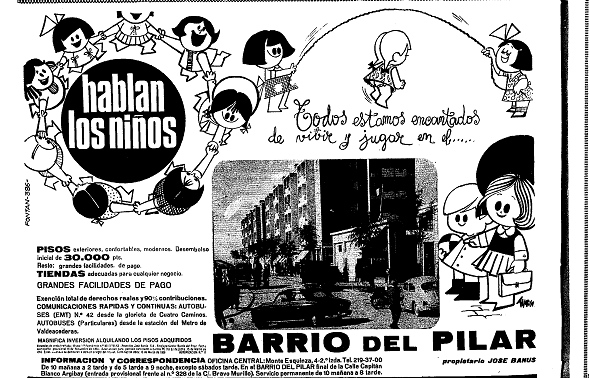 hablan
los niños
Todos estamos encantados
de vivir y jugar en el......
FONTAN-336-
PISOS exteriores, confortables, modernos. Desembolso
inicial de 30.000 pts.
Resto: grandes facilidades de pago.
TIENDAS adecuadas para cualquier negocio.
GRANDES FACILIDADES DE PAGO
Exención total de derechos reales y 90% contribuciones.
COMUNICACIONES RAPIDAS Y CONTINUAS: AUTOBU-
SES (EMT) N.º 42 desde la glorieta de Cuatro Caminos.
AUTOBUSES (Particulares) desde la estación del Metro de
Valdeacederas.
MAGNIFICA INVERSION ALQUILANDO LOS PISOS ADQUIRIDOS
BARRIO DEL PILAR
propietario JOSE BANUS
INFORMACION Y CORRESPONDENCIA OFICINA CENTRAL: Monte Esquinza, 4-2.º Izda. Tel. 219-37-00
De 10 mañana a 2 tarde y de 5 tarde a 9 noche, excepto sábados tarde. En el BARRIO DEL PILAR final de la Calle Capitán
Blanco Argibay (entrada provisional frente al n.º 328 de la C/. Bravo Murillo). Servicio permanente de 10 mañana a 8 tarde.